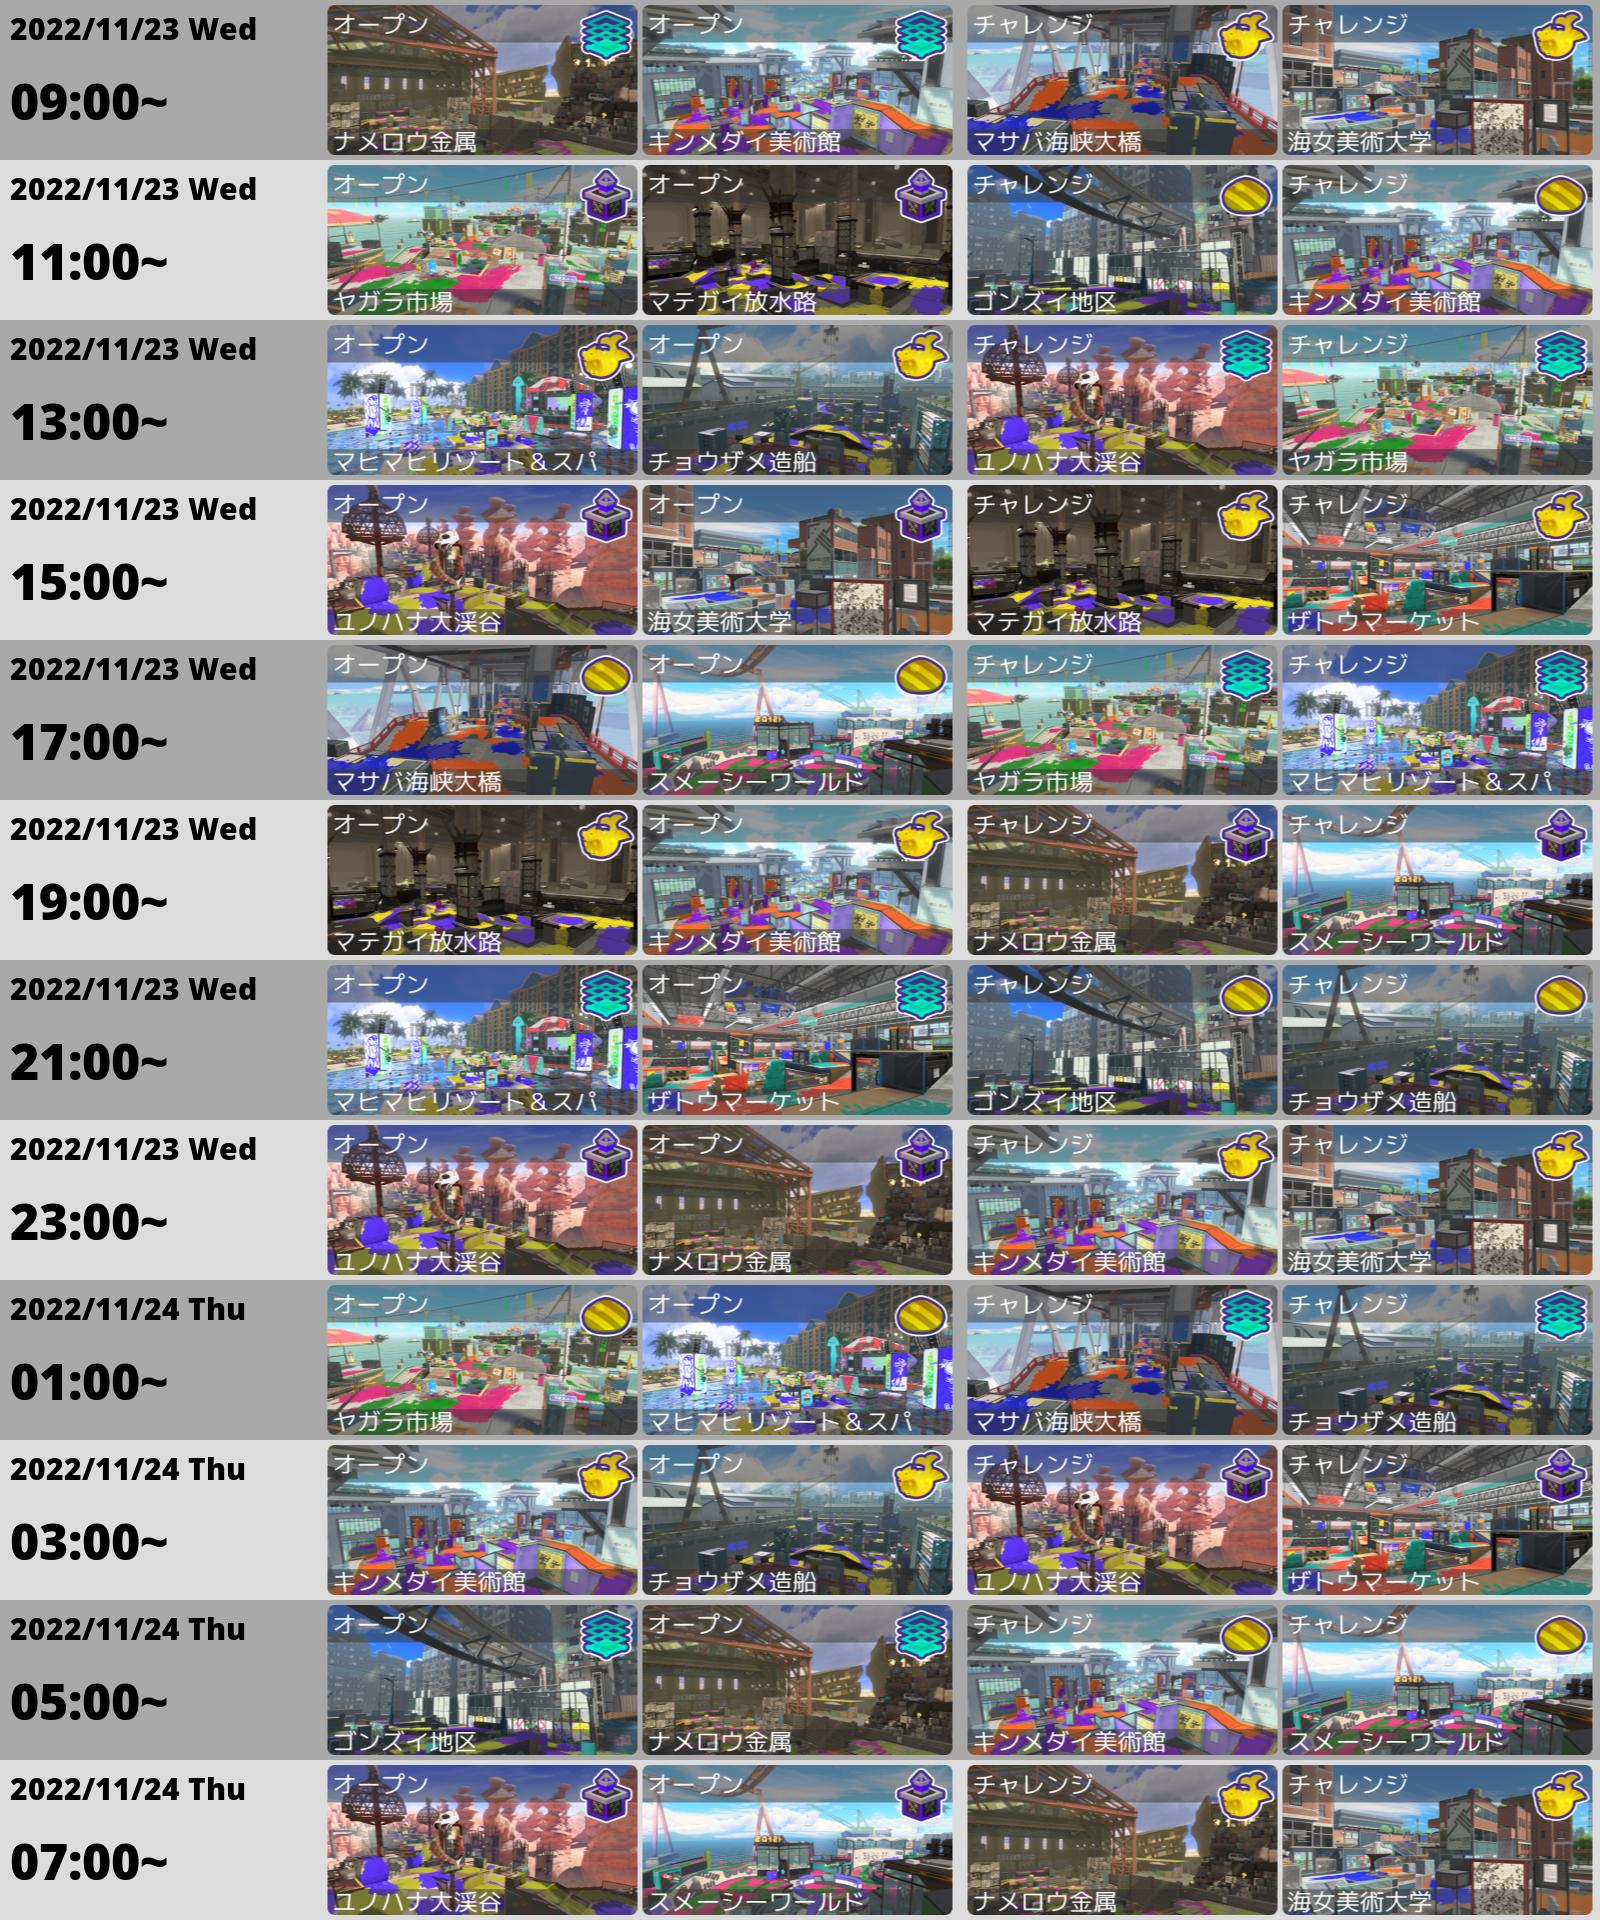 2022/11/23 Wed
09:00~
オープン
ナメロウ金属
オープン
キンメダイ美術館
チャレンジ
マサバ海峡大橋
チャレンジ
海女美術大学
2022/11/23 Wed
11:00~
オープン
ヤガラ市場
オープン
マテガイ放水路
チャレンジ
ゴンズイ地区
チャレンジ
キンメダイ美術館
2022/11/23 Wed
13:00~
オープン
マヒマヒリゾート＆スパ
オープン
チョウザメ造船
チャレンジ
ユノハナ大渓谷
チャレンジ
ヤガラ市場
2022/11/23 Wed
15:00~
オープン
ユノハナ大渓谷
オープン
海女美術大学
チャレンジ
マテガイ放水路
チャレンジ
ザトウマーケット
2022/11/23 Wed
17:00~
オープン
マサバ海峡大橋
オープン
スメーシーワールド
チャレンジ
ヤガラ市場
チャレンジ
マヒマヒリゾート＆スパ
2022/11/23 Wed
19:00~
オープン
マテガイ放水路
オープン
キンメダイ美術館
チャレンジ
ナメロウ金属
チャレンジ
スメーシーワールド
2022/11/23 Wed
21:00~
オープン
マヒマヒリゾート＆スパ
オープン
ザトウマーケット
チャレンジ
ゴンズイ地区
チャレンジ
チョウザメ造船
2022/11/23 Wed
23:00~
オープン
ユノハナ大渓谷
オープン
ナメロウ金属
チャレンジ
キンメダイ美術館
チャレンジ
海女美術大学
2022/11/24 Thu
01:00~
オープン
ヤガラ市場
オープン
マヒマヒリゾート＆スパ
チャレンジ
マサバ海峡大橋
チャレンジ
チョウザメ造船
2022/11/24 Thu
03:00~
オープン
キンメダイ美術館
オープン
チョウザメ造船
チャレンジ
ユノハナ大渓谷
チャレンジ
ザトウマーケット
2022/11/24 Thu
05:00~
オープン
ゴンズイ地区
オープン
ナメロウ金属
チャレンジ
キンメダイ美術館
チャレンジ
スメーシーワールド
2022/11/24 Thu
07:00~
オープン
ユノハナ大渓谷
オープン
スメーシーワールド
チャレンジ
ナメロウ金属
チャレンジ
海女美術大学